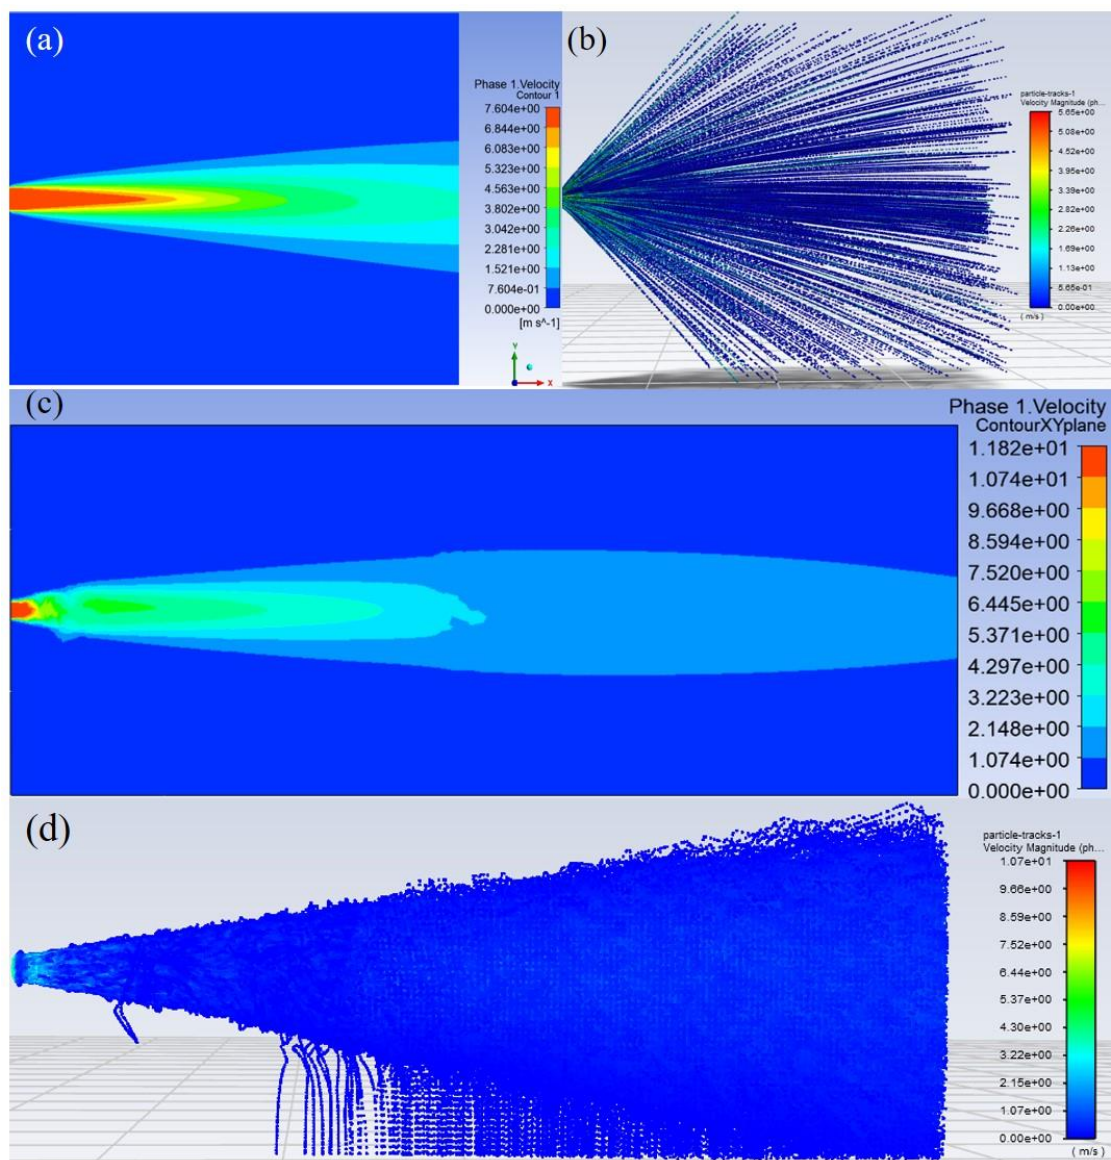 (a)
Phase 1.Velocity
Contour 1
7.604e+00
6.844e+00
6.083e+00
5.323e+00
4.563e+00
3.802e+00
3.042e+00
2.281e+00
1.521e+00
7.604e-01
0.000e+00
[m s^-1]
Y
X
(b)
particle-tracks-1
Velocity Magnitude (ph...
5.65e+00
5.08e+00
4.52e+00
3.95e+00
3.39e+00
2.82e+00
2.26e+00
1.69e+00
1.13e+00
5.65e-01
0.00e+00
( m/s )
(c)
Phase 1.Velocity
ContourXYplane
1.182e+01
1.074e+01
9.668e+00
8.594e+00
7.520e+00
6.445e+00
5.371e+00
4.297e+00
3.223e+00
2.148e+00
1.074e+00
0.000e+00
(d)
particle-tracks-1
Velocity Magnitude (ph...
1.07e+01
9.66e+00
8.59e+00
7.52e+00
6.44e+00
5.37e+00
4.30e+00
3.22e+00
2.15e+00
1.07e+00
0.00e+00
( m/s )